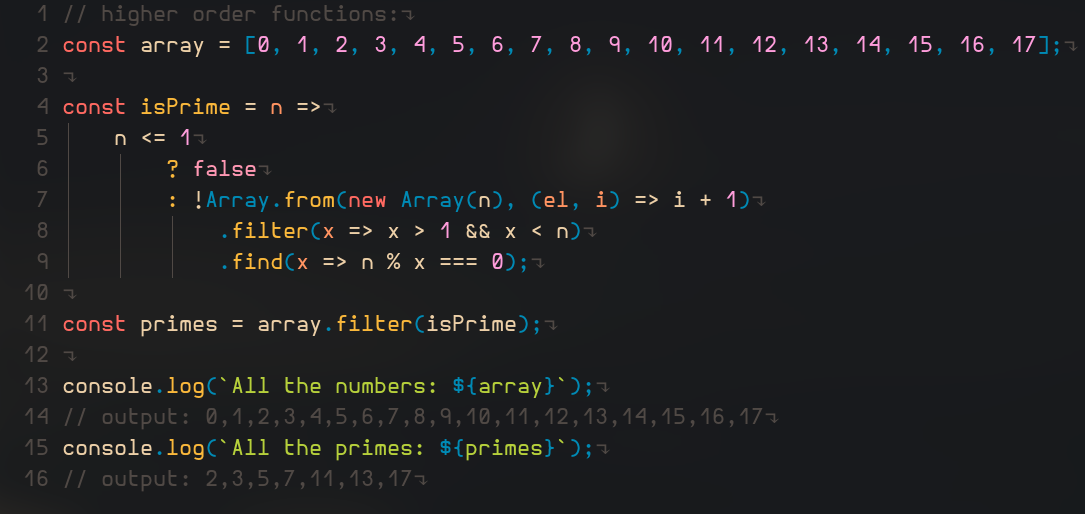 1 // higher order functions:
2 const array = [0, 1, 2, 3, 4, 5, 6, 7, 8, 9, 10, 11, 12, 13, 14, 15, 16, 17];
3
4 const isPrime = n =>
5     n <= 1
6         ? false
7         : !Array.from(new Array(n), (el, i) => i + 1)
8             .filter(x => x > 1 && x < n)
9             .find(x => n % x === 0);
10
11 const primes = array.filter(isPrime);
12
13 console.log(`All the numbers: ${array}`);
14 // output: 0,1,2,3,4,5,6,7,8,9,10,11,12,13,14,15,16,17
15 console.log(`All the primes: ${primes}`);
16 // output: 2,3,5,7,11,13,17